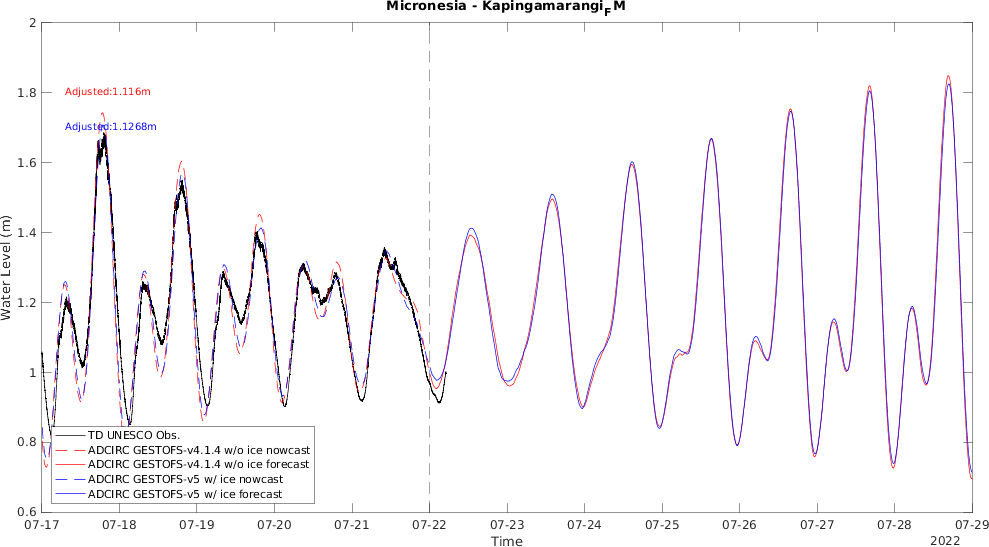 Micronesia - KapingamarangiFM
2
1.8
1.6
1.4
1.2
1
0.8
0.6
Water Level (m)
Adjusted:1.116m
Adjusted:1.1268m
TD UNESCO Obs.
ADCIRC GESTOFS-v4.1.4 w/o ice nowcast
ADCIRC GESTOFS-v4.1.4 w/o ice forecast
ADCIRC GESTOFS-v5 w/ ice nowcast
ADCIRC GESTOFS-v5 w/ ice forecast
07-17 07-18 07-19 07-20 07-21 07-22 07-23 07-24 07-25 07-26 07-27 07-28 07-29
Time
2022